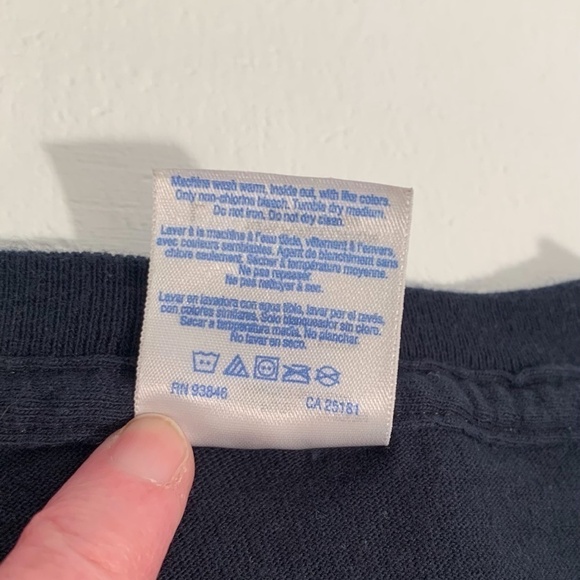 Machine wash warm, inside out, with like colors.
Only non-chlorine bleach. Tumble dry medium.
Do not iron. Do not dry clean.
Laver à la machine à l'eau tiède, vêtement à l'envers,
avec couleurs semblables. Agent de blanchiment sans
chlore seulement. Sécher à température moyenne.
Ne pas repasser.
Ne pas nettoyer à sec.
Lavar en lavadora con agua tibia, lavar por el revés,
con colores similares. Solo blanqueador sin cloro.
Secar a temperatura media. No planchar.
No lavar en seco.
RN 93846 CA 25181